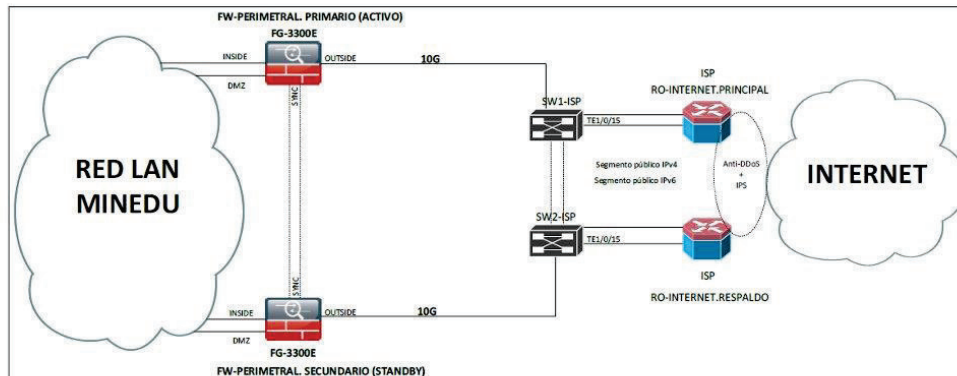 FW-PERIMETRAL. PRIMARIO (ACTIVO)
FG-3300E
INSIDE
OUTSIDE
10G
DMZ
SYNC
ISP
RO-INTERNET.PRINCIPAL
SW1-ISP
TE1/0/15
RED LAN
MINEDU
Segmento público IPv4
Segmento público IPv6
Anti-DDoS
+
IPS
INTERNET
SW2-ISP
TE1/0/15
ISP
RO-INTERNET.RESPALDO
SYNC
INSIDE
OUTSIDE
10G
DMZ
FG-3300E
FW-PERIMETRAL. SECUNDARIO (STANDBY)